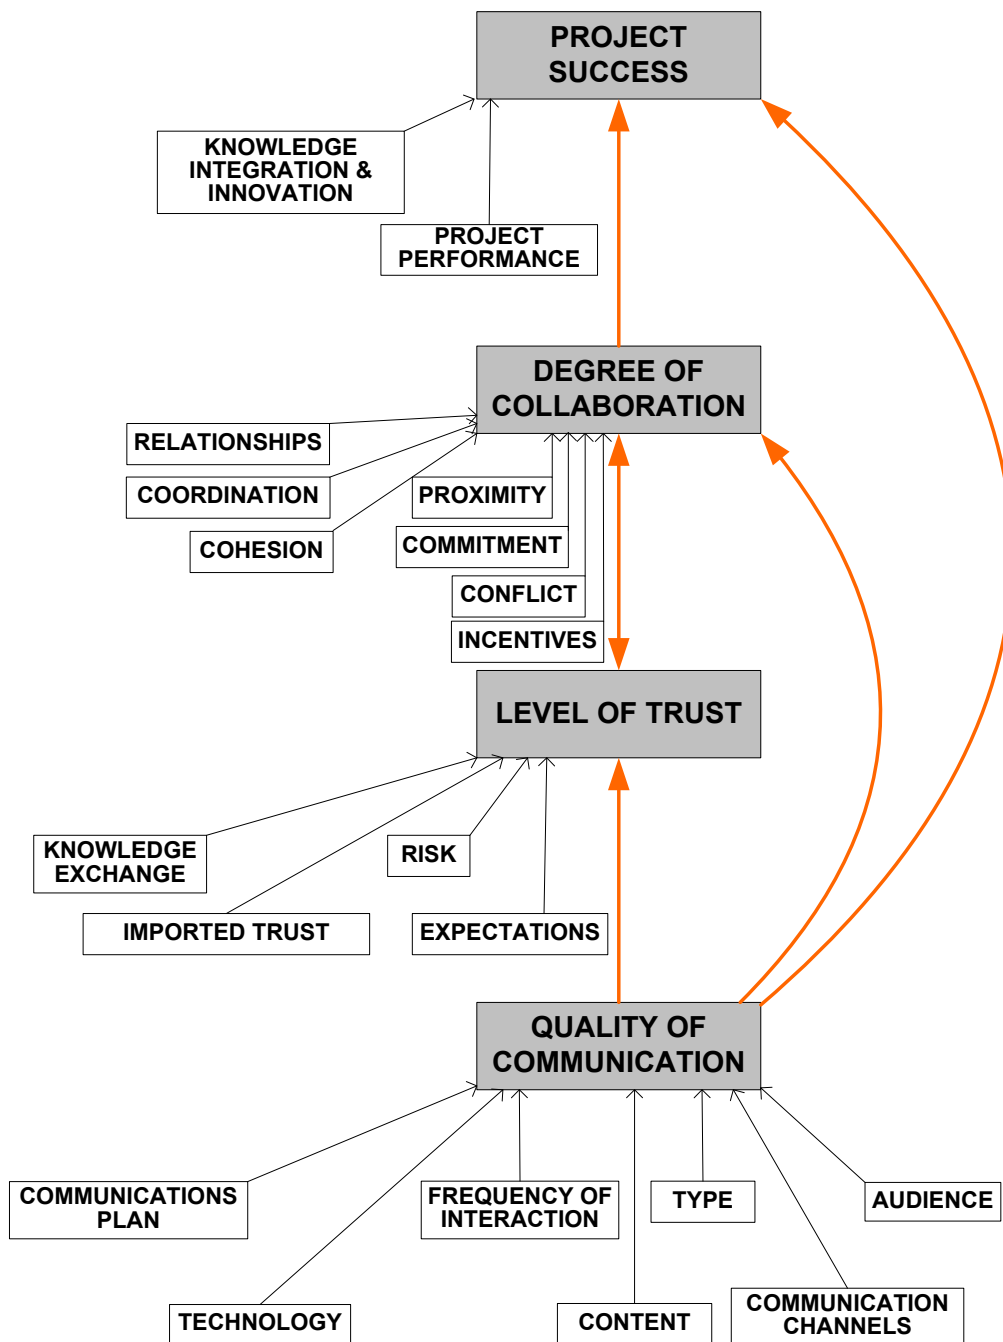 PROJECT
SUCCESS
KNOWLEDGE
INTEGRATION &
INNOVATION
PROJECT
PERFORMANCE
DEGREE OF
COLLABORATION
RELATIONSHIPS
COORDINATION
COHESION
PROXIMITY
COMMITMENT
CONFLICT
INCENTIVES
LEVEL OF TRUST
KNOWLEDGE
EXCHANGE
RISK
IMPORTED TRUST
EXPECTATIONS
QUALITY OF
COMMUNICATION
COMMUNICATIONS
PLAN
FREQUENCY OF
INTERACTION
TYPE
AUDIENCE
TECHNOLOGY
CONTENT
COMMUNICATION
CHANNELS